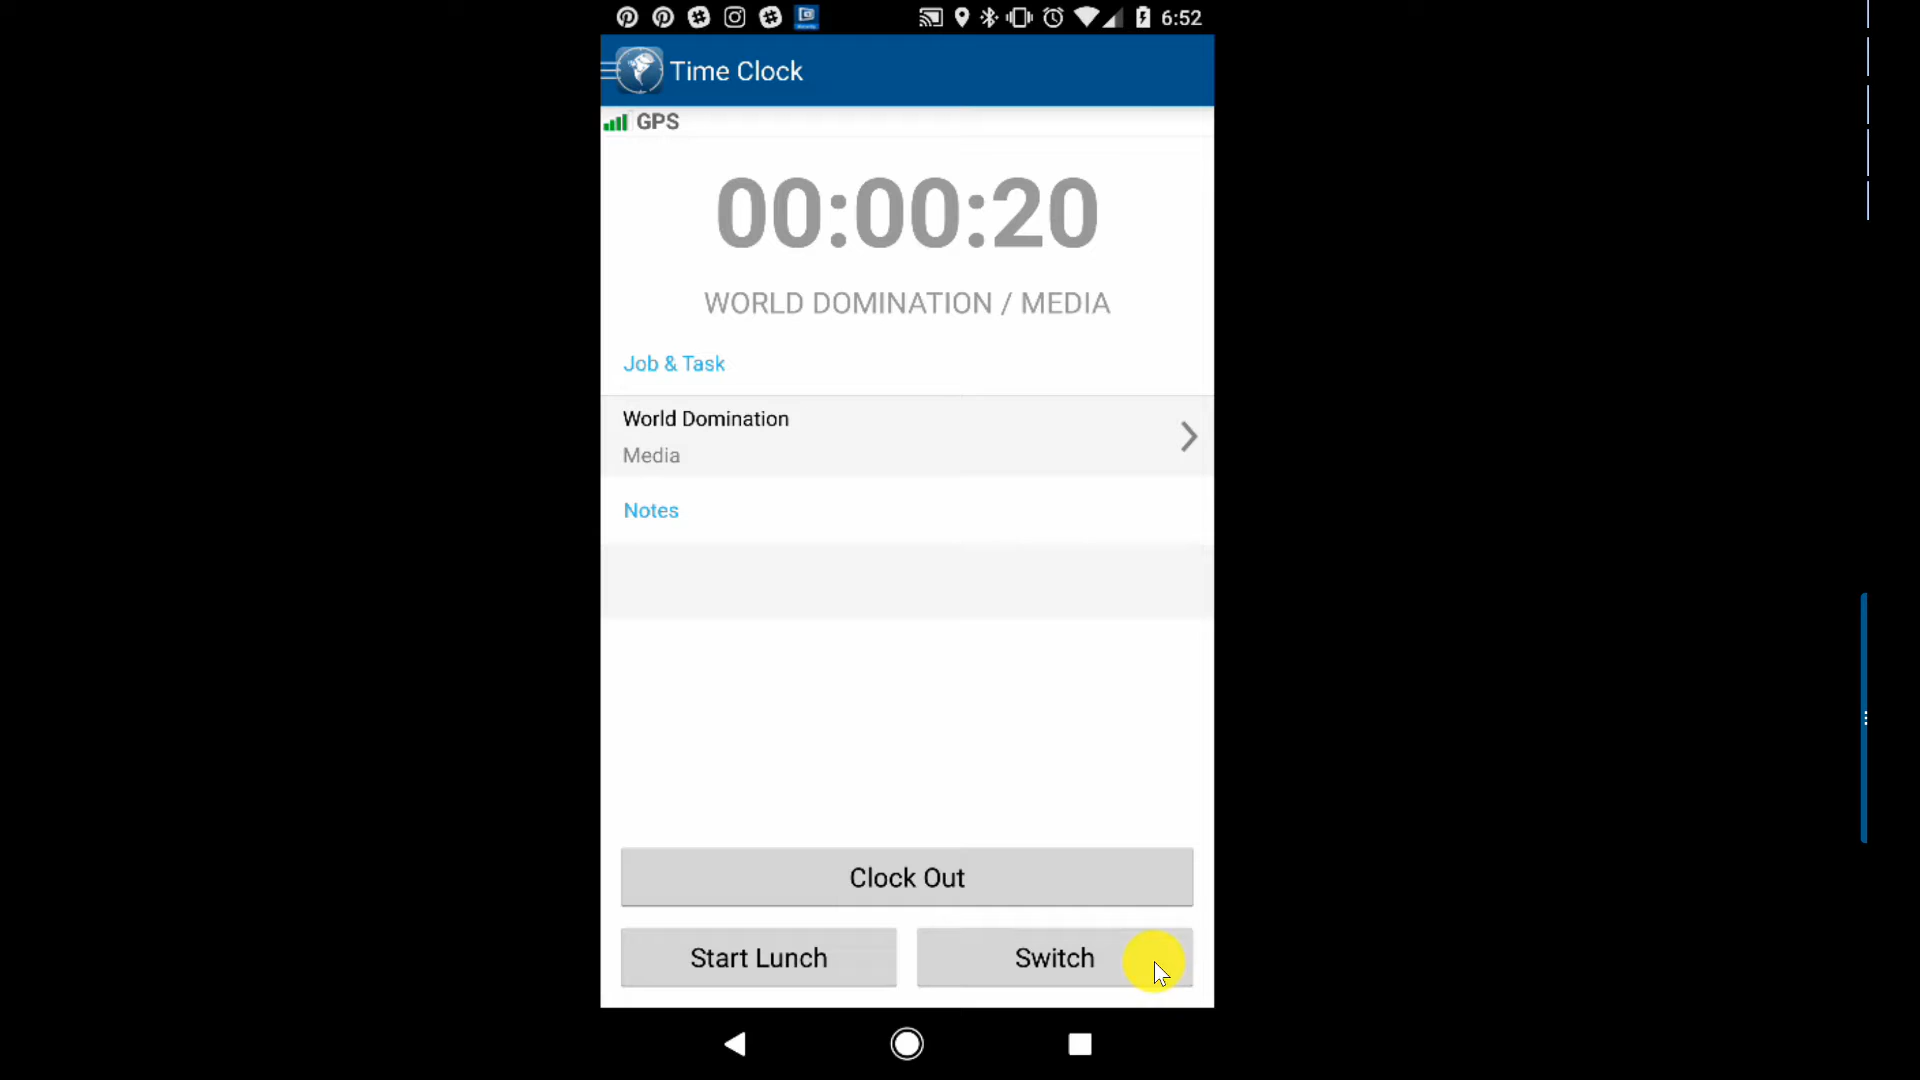 6:52
Time Clock
GPS
00:00:20
WORLD DOMINATION / MEDIA
Job & Task
World Domination
Media
Notes
Clock Out
Start Lunch
Switch